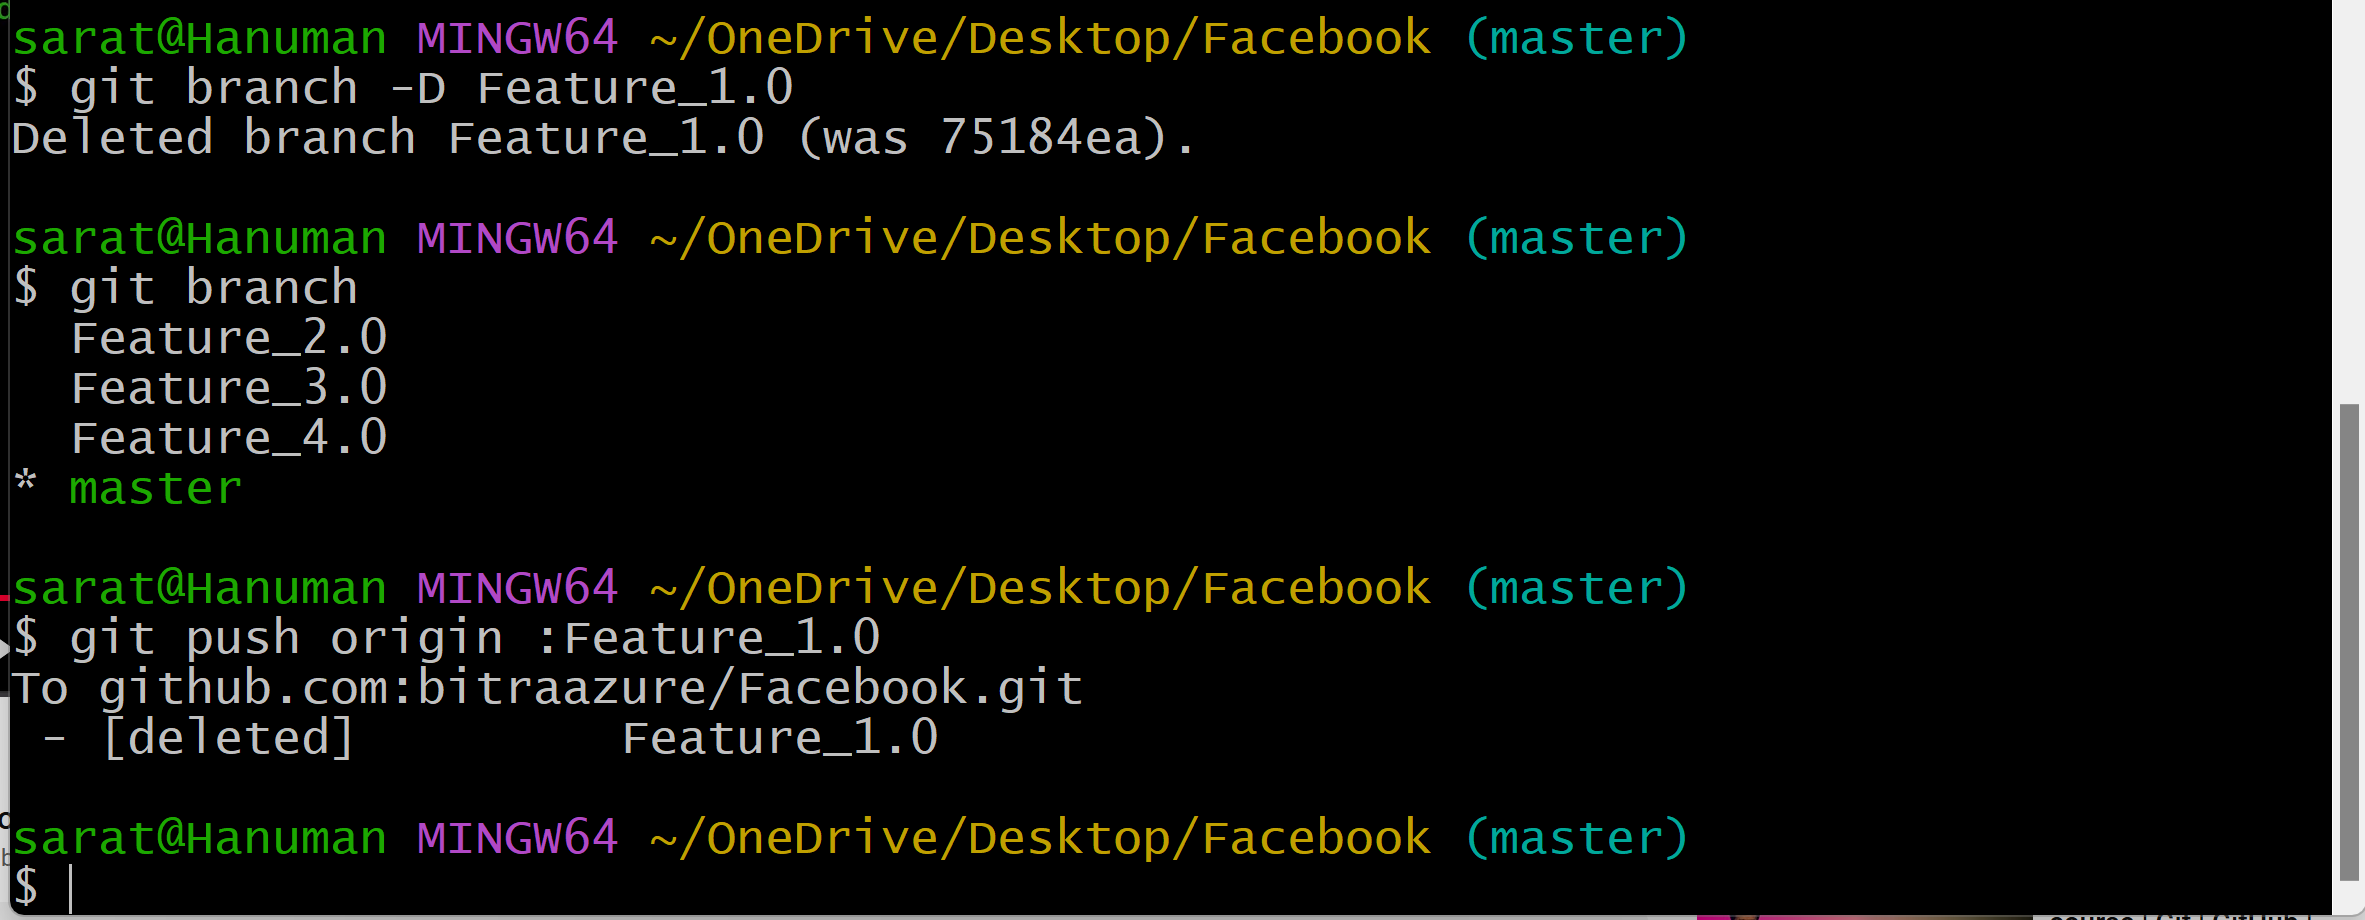 sarat@Hanuman MINGW64 ~/OneDrive/Desktop/Facebook (master)
$ git branch -D Feature_1.0
Deleted branch Feature_1.0 (was 75184ea).
sarat@Hanuman MINGW64 ~/OneDrive/Desktop/Facebook (master)
$ git branch
  Feature_2.0
  Feature_3.0
  Feature_4.0
* master
sarat@Hanuman MINGW64 ~/OneDrive/Desktop/Facebook (master)
$ git push origin :Feature_1.0
To github.com:bitraazure/Facebook.git
 - [deleted]         Feature_1.0
sarat@Hanuman MINGW64 ~/OneDrive/Desktop/Facebook (master)
$